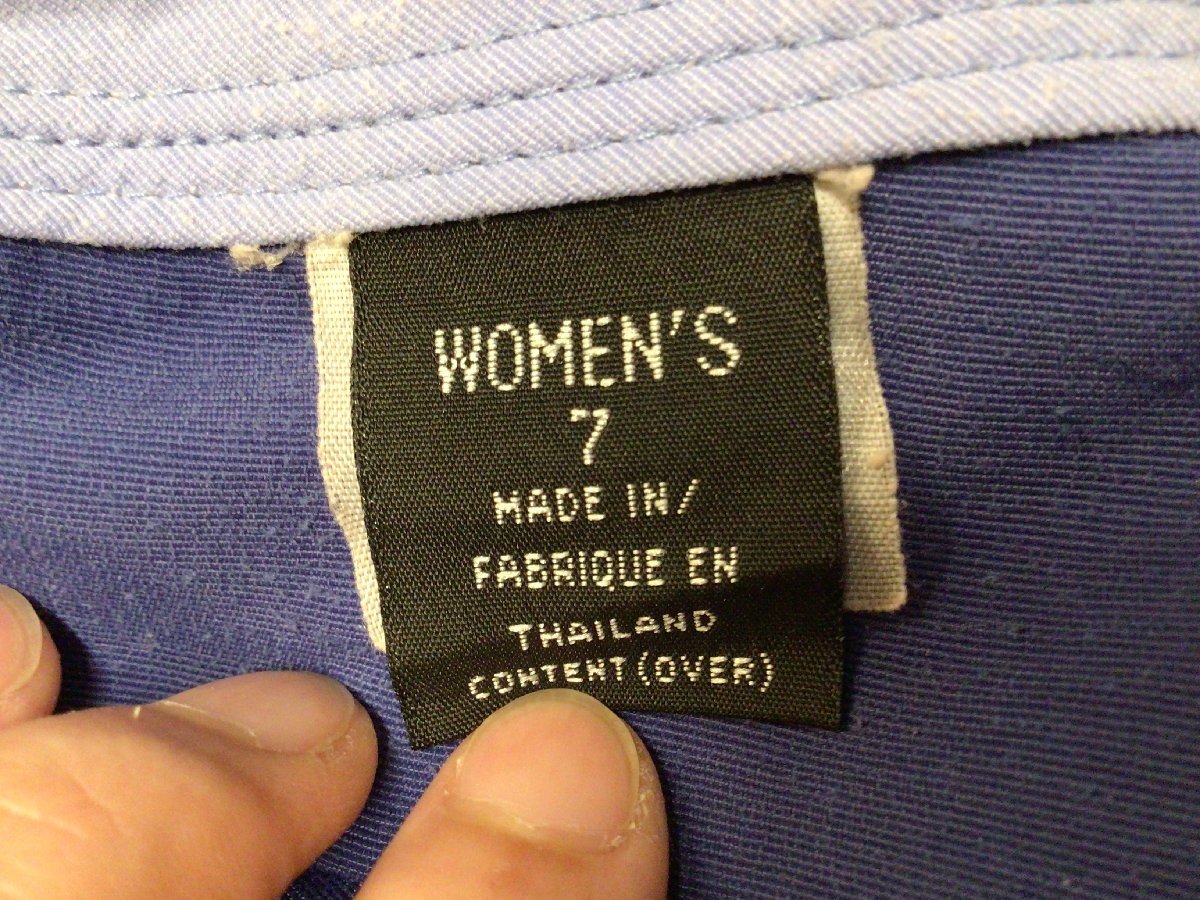 WOMEN'S
7
MADE IN/
FABRIQUE EN
THAILAND
CONTENT (OVER)